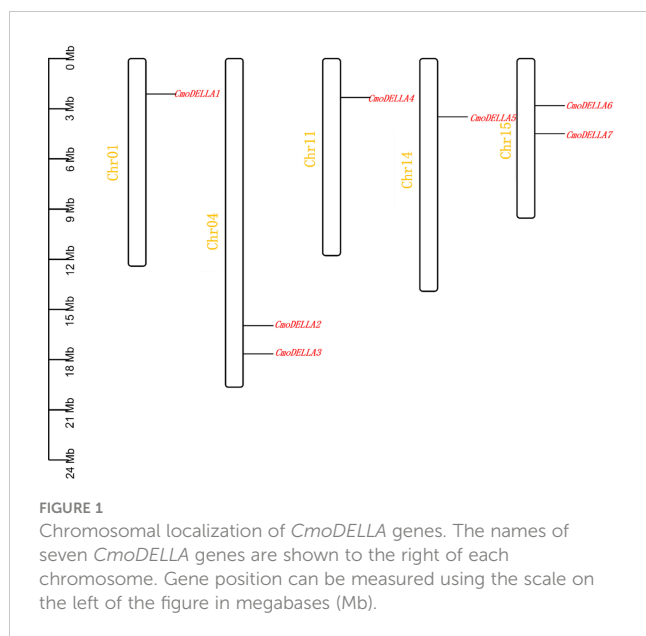 0 Mb
3 Mb
6 Mb
9 Mb
12 Mb
15 Mb
18 Mb
21 Mb
24 Mb
Chr01
CmoDELLA1
Chr04
CmoDELLA2
CmoDELLA3
Chr11
CmoDELLA4
Chr14
CmoDELLA5
Chr15
CmoDELLA6
CmoDELLA7
FIGURE 1
Chromosomal localization of CmoDELLA genes. The names of
seven CmoDELLA genes are shown to the right of each
chromosome. Gene position can be measured using the scale on
the left of the figure in megabases (Mb).